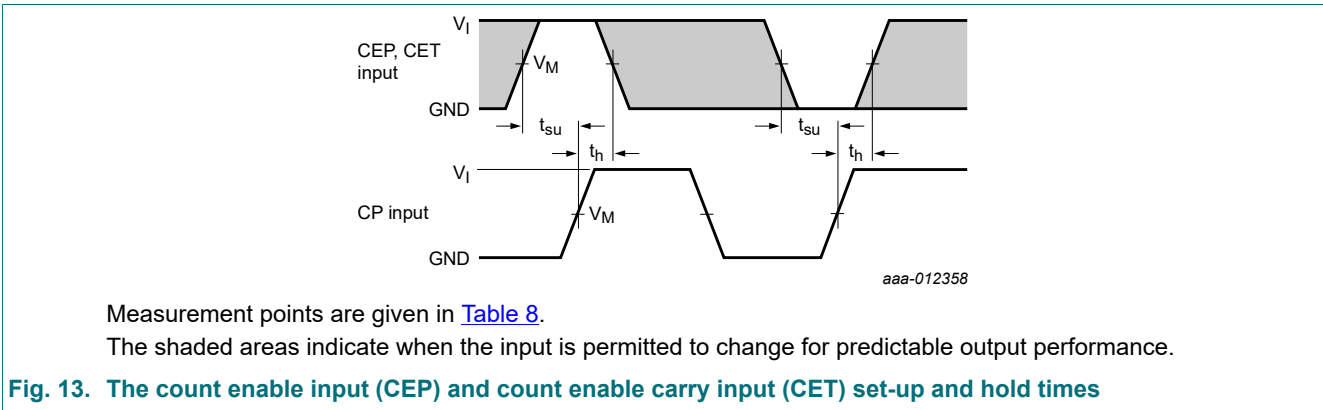 V_I
CEP, CET
input
V_M
GND
t_su
t_su
t_h
t_h
V_I
CP input
V_M
GND
aaa-012358
Measurement points are given in Table 8.
The shaded areas indicate when the input is permitted to change for predictable output performance.
Fig. 13. The count enable input (CEP) and count enable carry input (CET) set-up and hold times